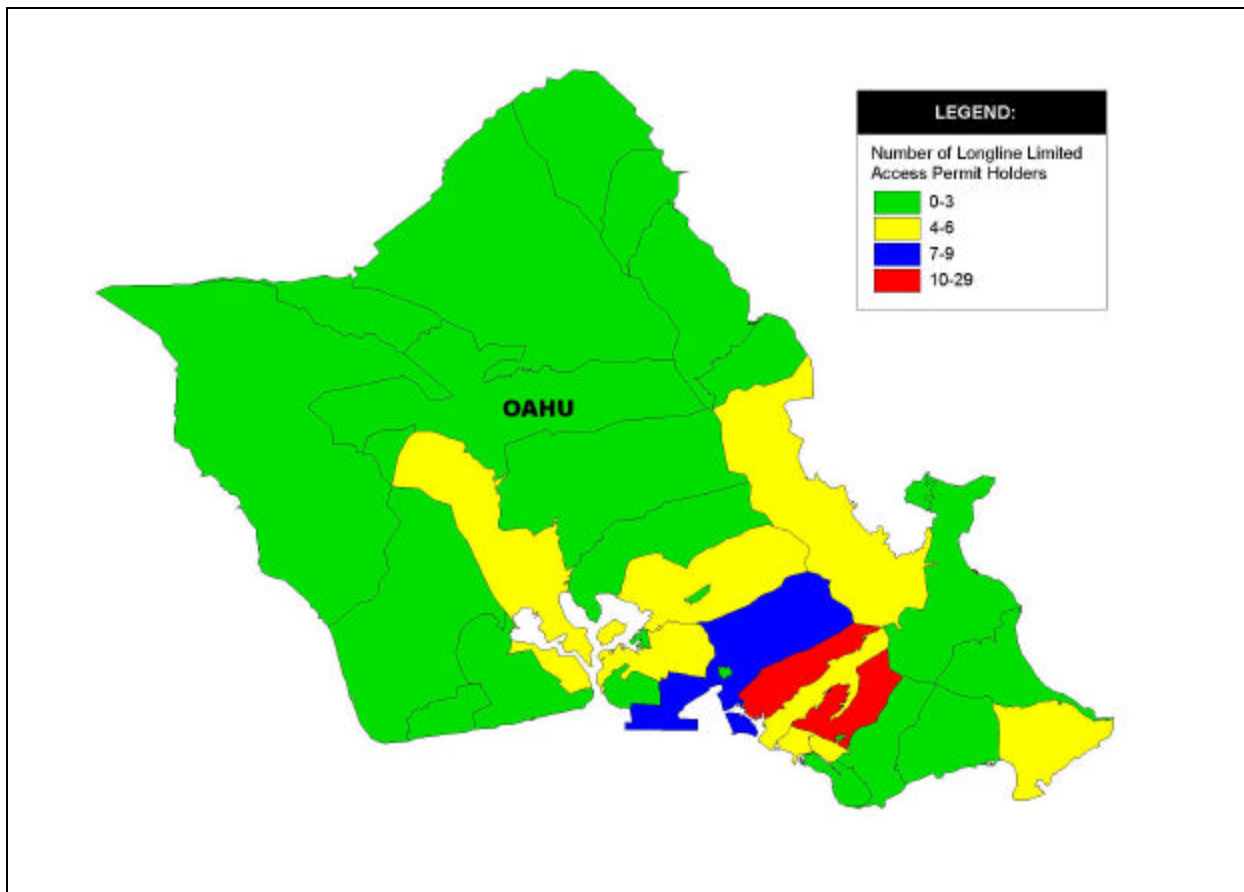 LEGEND:
Number of Longline Limited
Access Permit Holders
0-3
4-6
7-9
10-29
OAHU